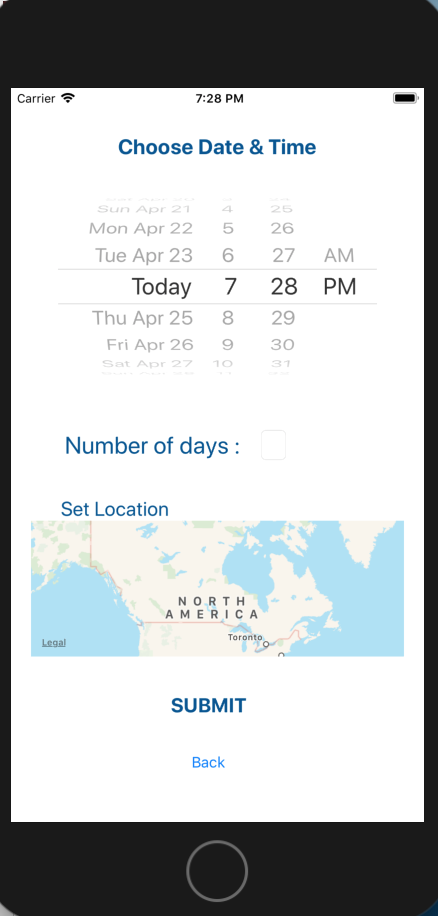 Carrier 7:28 PM
Choose Date & Time
Sun Apr 21 4 25
Mon Apr 22 5 26
Tue Apr 23 6 27 AM
Today 7 28 PM
Thu Apr 25 8 29
Fri Apr 26 9 30
Sat Apr 27 10 31
Number of days :
Set Location
NORTH
AMERICA
Toronto
Legal
SUBMIT
Back